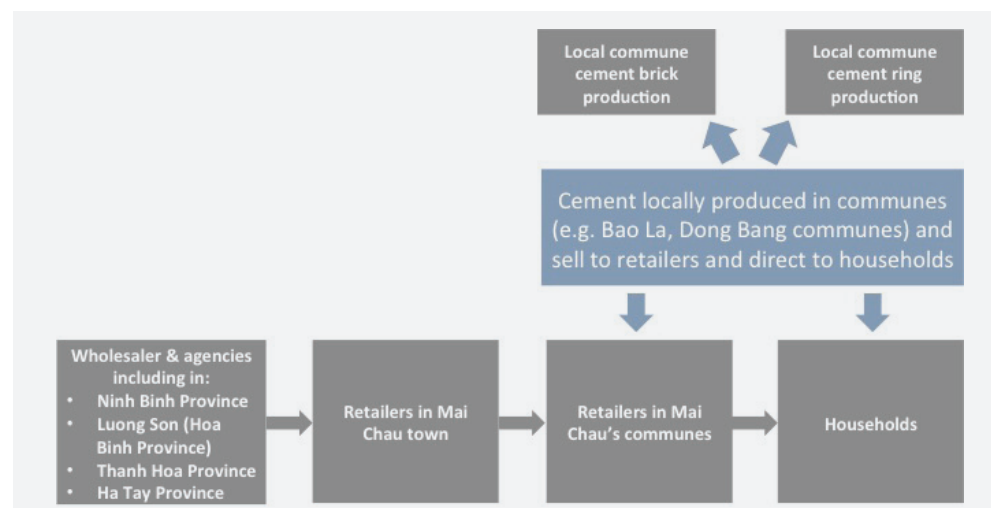 Local commune
cement brick
production
Local commune
cement ring
production
Cement locally produced in communes
(e.g. Bao La, Dong Bang communes) and
sell to retailers and direct to households
Wholesaler & agencies
including in:
• Ninh Binh Province
• Luong Son (Hoa
Binh Province)
• Thanh Hoa Province
• Ha Tay Province
Retailers in Mai
Chau town
Retailers in Mai
Chau’s communes
Households